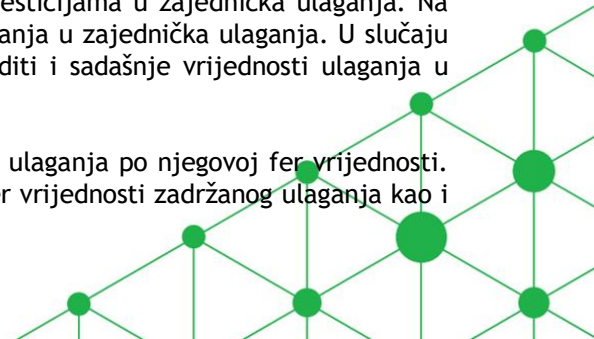 esticijama u zajednička ulaganja. Na
anja u zajednička ulaganja. U slučaju
diti i sadašnje vrijednosti ulaganja u
ulaganja po njegovoj fer vrijednosti.
r vrijednosti zadržanog ulaganja kao i